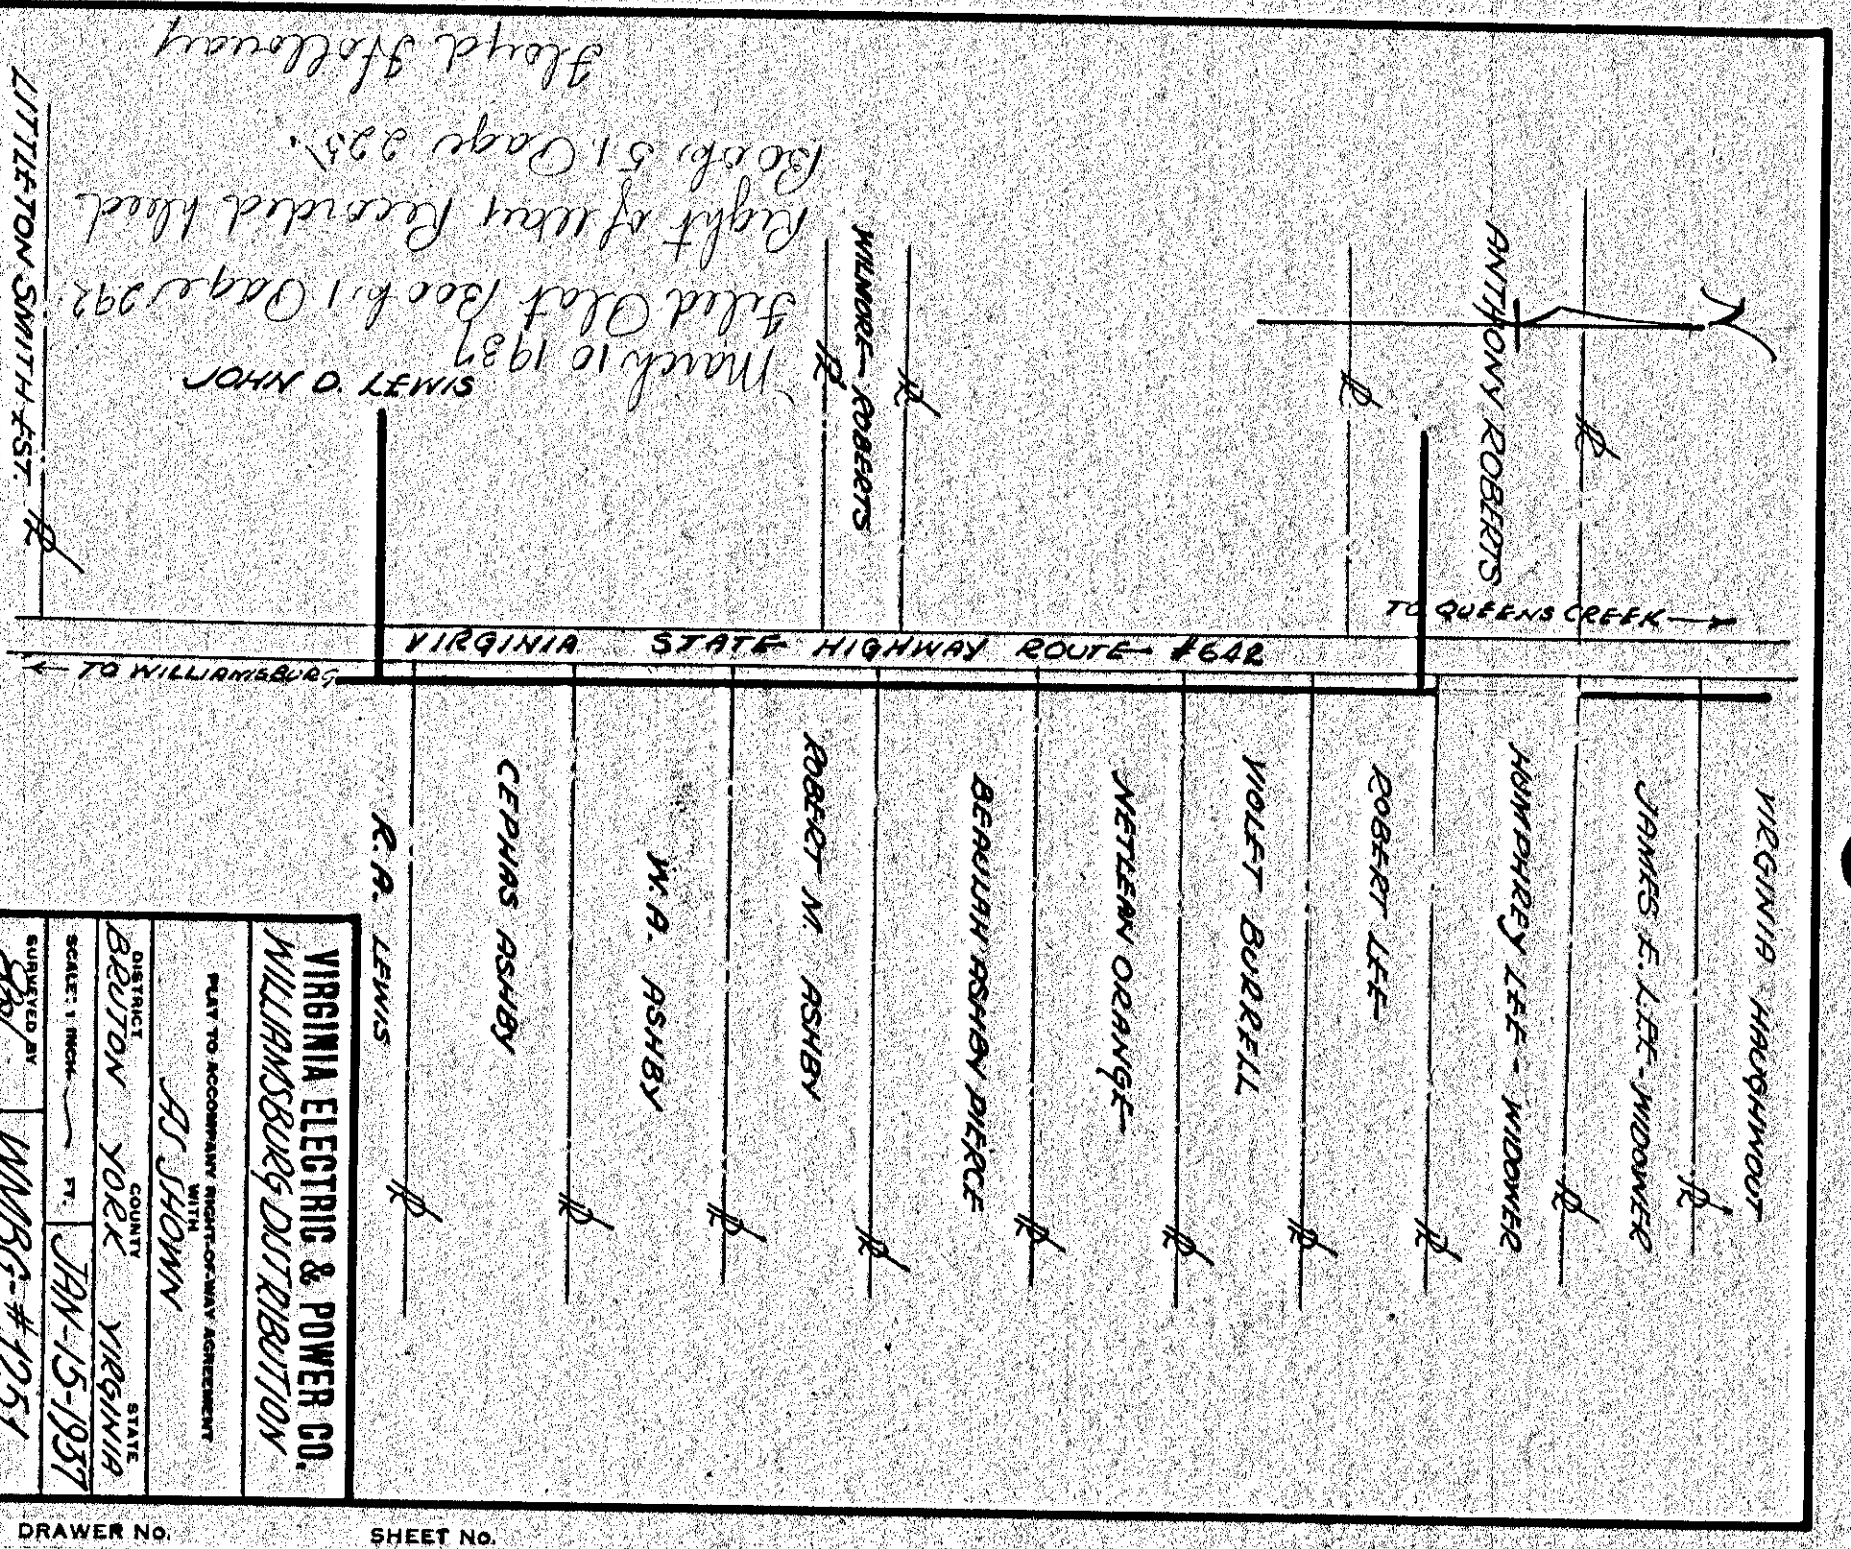 Floyd Holloway
Book 51 Page 225.
Right of way Recorded Deed
Filed Plat Book 1 Page 292
March 10 1937
LITTLETON SMITH EST.
JOHN D. LEWIS
WILMORE ROBERTS
ANTHONY ROBERTS
TO QUEENS CREEK
VIRGINIA STATE HIGHWAY ROUTE #642
TO WILLIAMSBURG
R.A. LEWIS
CEPHAS ASHBY
W.A. ASHBY
ROBERT N. ASHBY
BEAULAH ASHBY PIERCE
NETLEAN ORANGE
VIOLET BURRELL
ROBERT LEE
HUMPHREY LEE - WIDOWER
JAMES E. LEE - WIDOWER
VIRGINIA HAUGHWOUT
VIRGINIA ELECTRIC & POWER CO.
WILLIAMSBURG DISTRIBUTION
PLAT TO ACCOMPANY RIGHT-OF-WAY AGREEMENT
WITH
AS SHOWN
DISTRICT COUNTY STATE
BRUTON YORK VIRGINIA
SCALE: 1 INCH FT. JAN-15-1937
SURVEYED BY
WMBG-#1251
DRAWER No.
SHEET No.